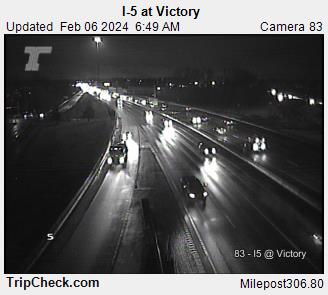 I-5 at Victory
Updated Feb 06 2024 6:49 AM Camera 83
T
S
83 - I5 @ Victory
TripCheck.com Milepost306.80